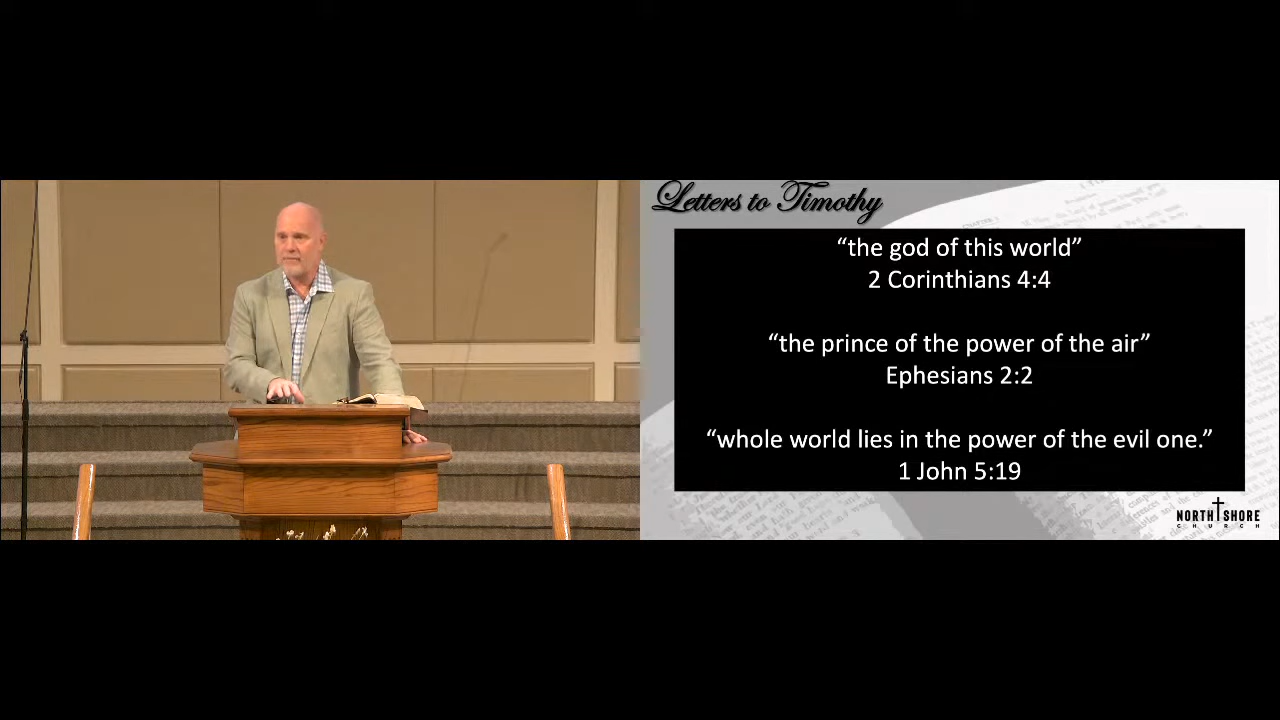 Letters to Timothy
“the god of this world”
2 Corinthians 4:4
“the prince of the power of the air”
Ephesians 2:2
“whole world lies in the power of the evil one.”
1 John 5:19
NORTH SHORE
CHURCH